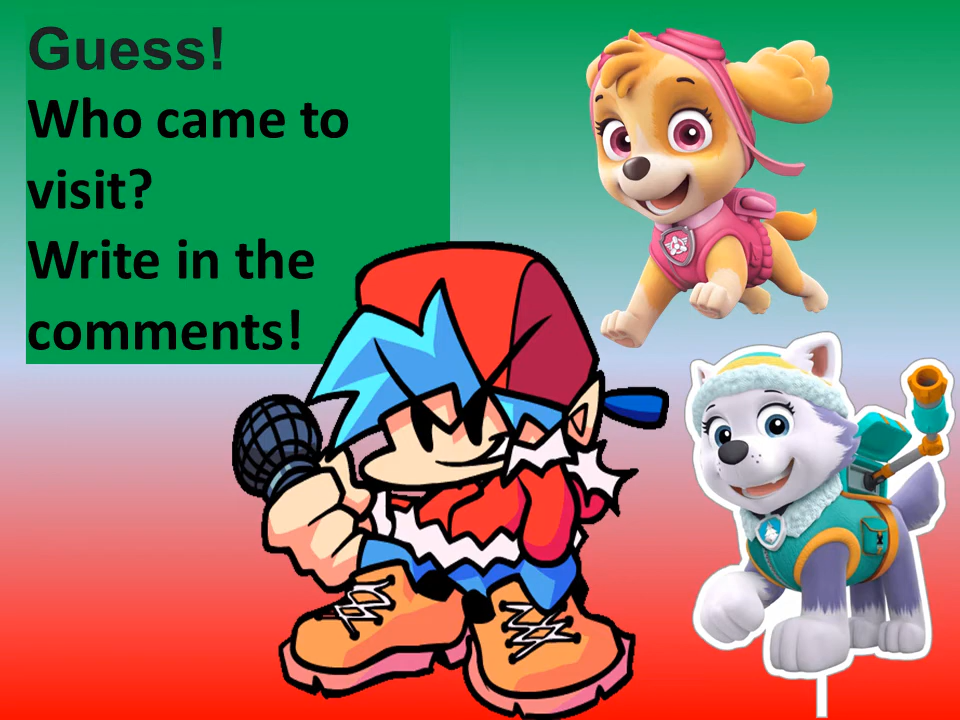 Guess!
Who came to
visit?
Write in the
comments!